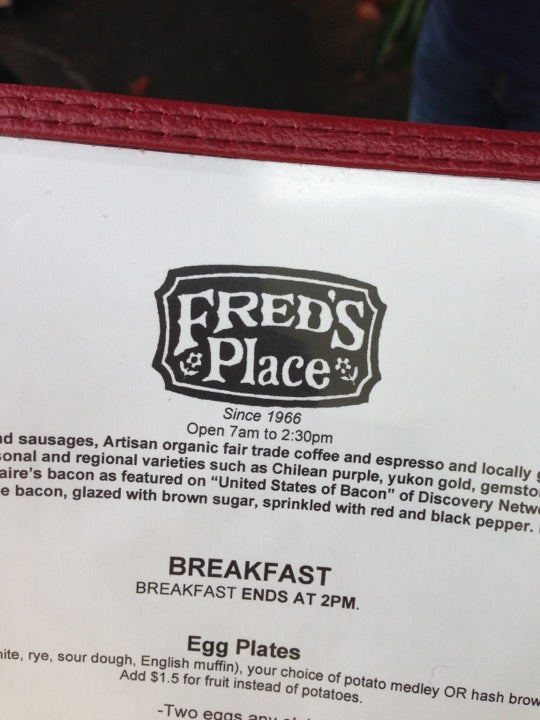 FRED'S
Place
Since 1966
Open 7am to 2:30pm
nd sausages, Artisan organic fair trade coffee and espresso and locally g
sonal and regional varieties such as Chilean purple, yukon gold, gemsto
aire's bacon as featured on "United States of Bacon" of Discovery Netw
e bacon, glazed with brown sugar, sprinkled with red and black pepper.
BREAKFAST
BREAKFAST ENDS AT 2PM.
Egg Plates
hite, rye, sour dough, English muffin), your choice of potato medley OR hash brow
Add $1.5 for fruit instead of potatoes.
-Two eggs any